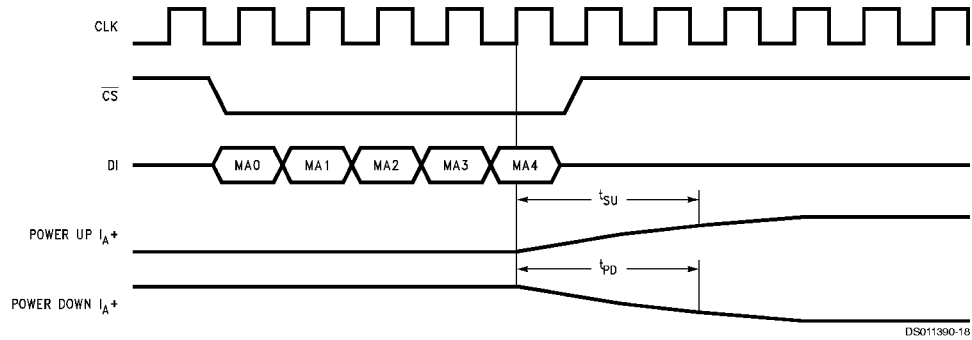 CLK
CS
DI
MA0 MA1 MA2 MA3 MA4
tSU
POWER UP IA+
tPD
POWER DOWN IA+
DS011390-18